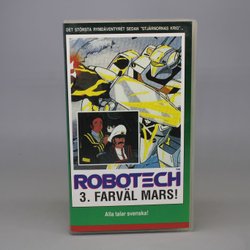 DET STÖRSTA RYMDÄVENTYRET SEDAN "STJÄRNORNAS KRIG"...
ROBOTECH
3. FARVÄL MARS!
Alla talar svenska!